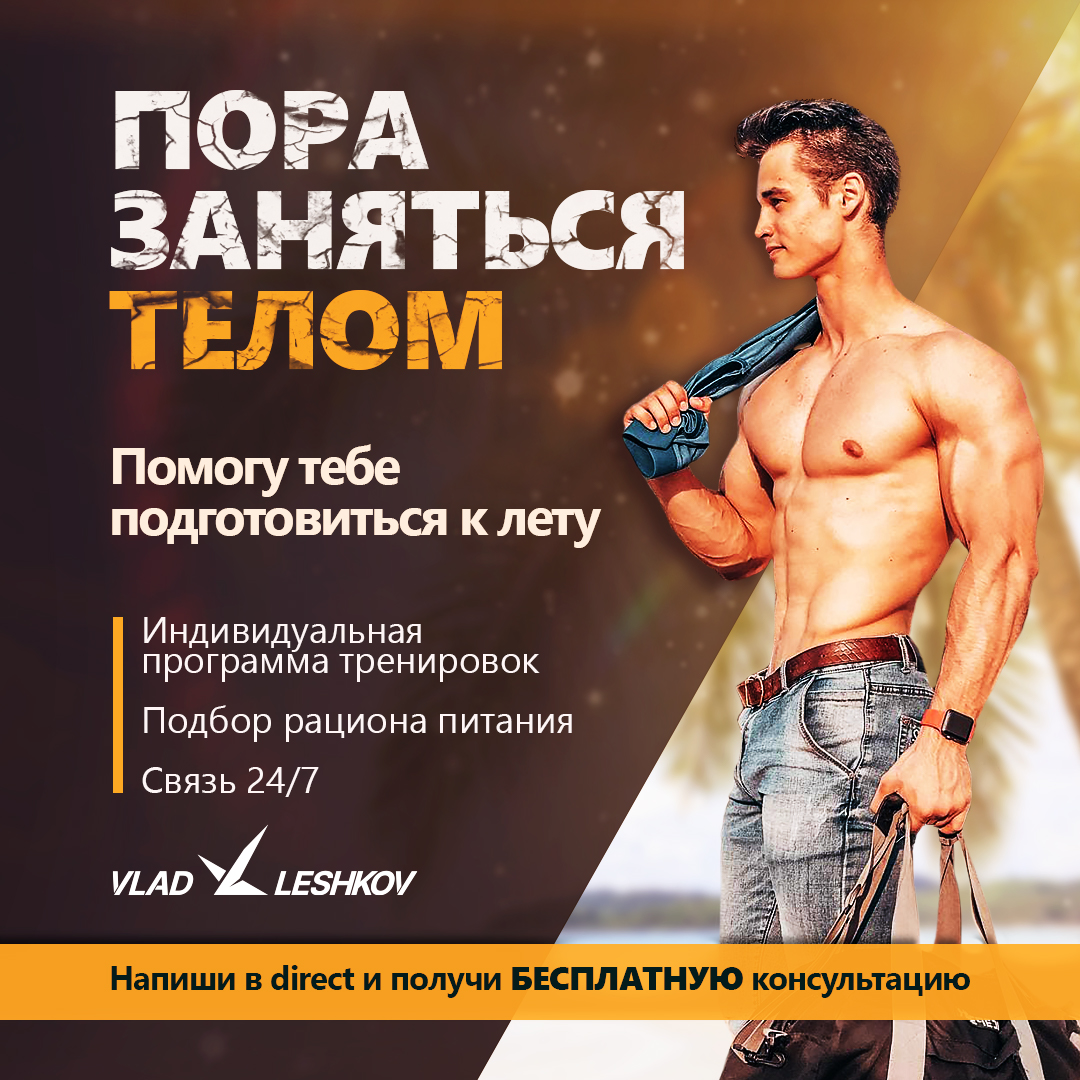 ПОРА
ЗАНЯТЬСЯ
ТЕЛОМ
Помогу тебе
подготовиться к лету
Индивидуальная
программа тренировок
Подбор рациона питания
Связь 24/7
VLAD LESHKOV
Напиши в direct и получи БЕСПЛАТНУЮ консультацию